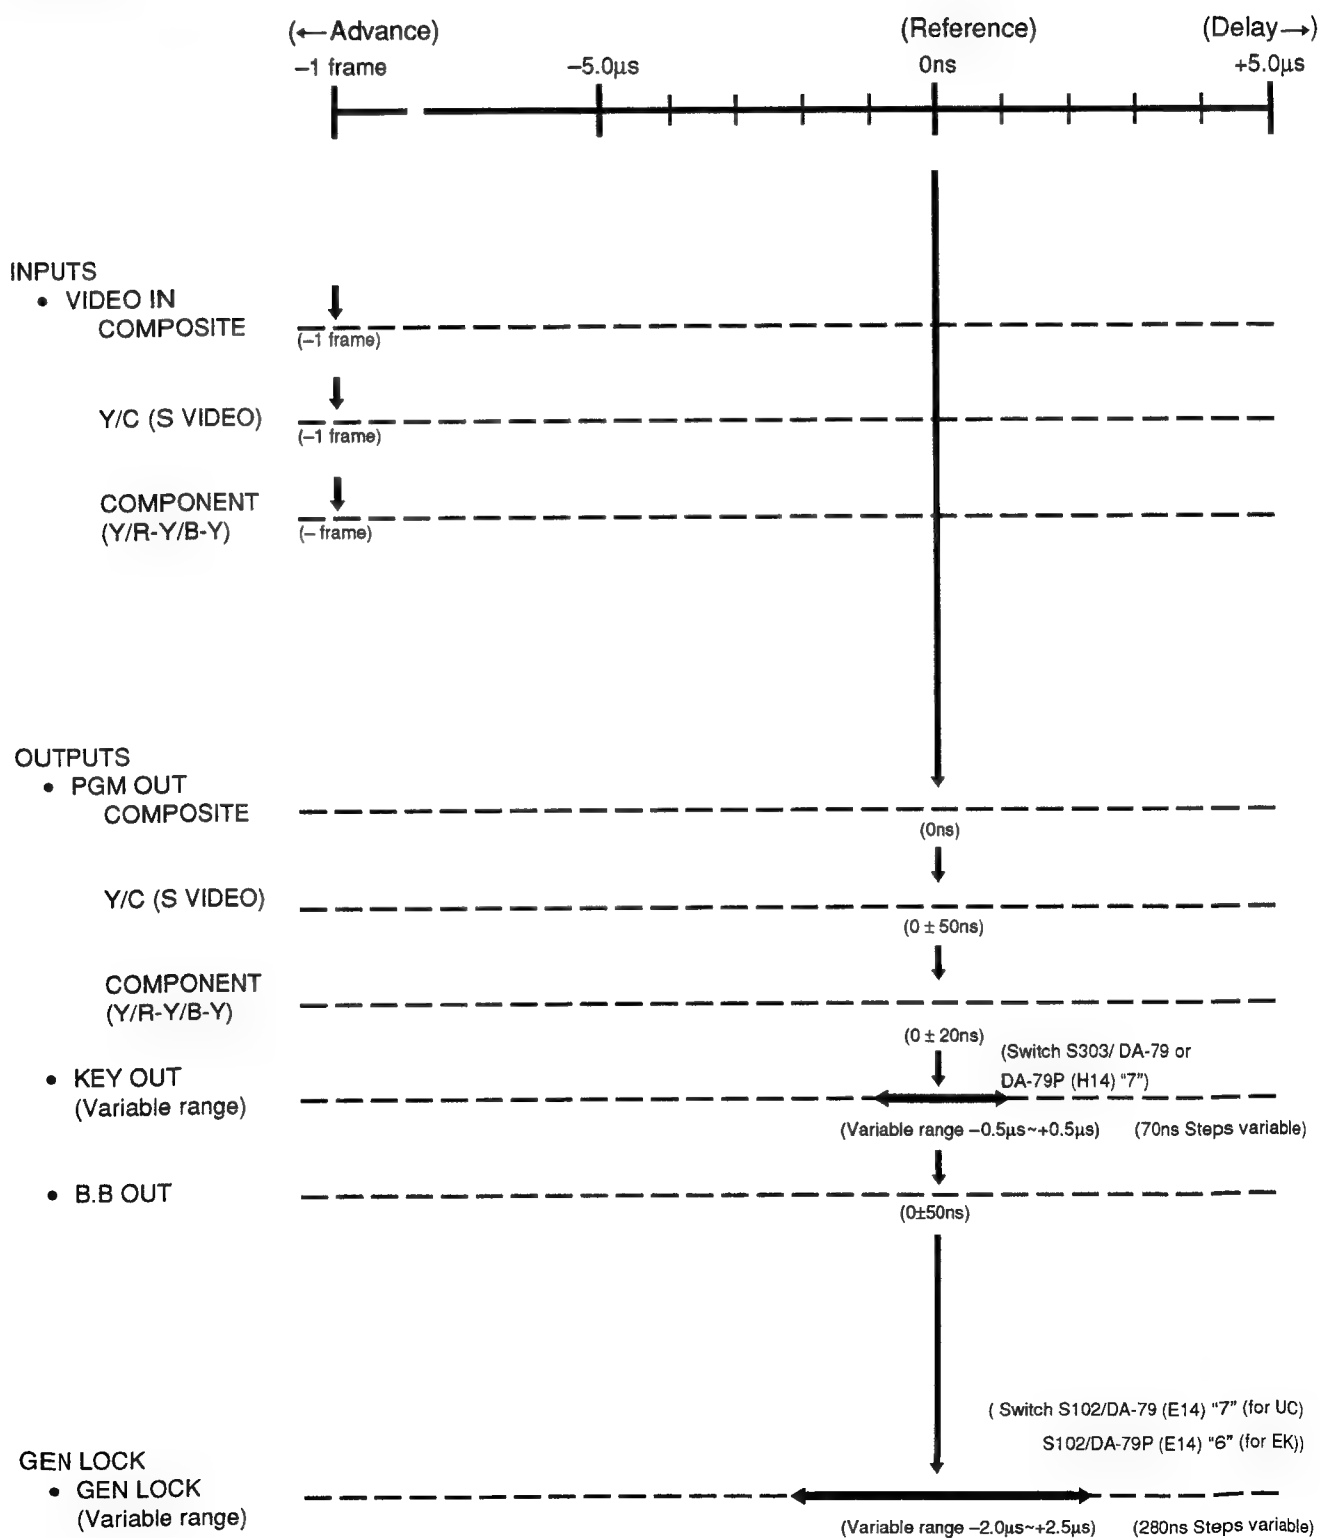 (←Advance) (Reference) (Delay→)
–1 frame –5.0µs 0ns +5.0µs
INPUTS
• VIDEO IN
COMPOSITE
(–1 frame)
Y/C (S VIDEO)
(–1 frame)
COMPONENT
(Y/R-Y/B-Y)
(– frame)
OUTPUTS
• PGM OUT
COMPOSITE
(0ns)
Y/C (S VIDEO)
(0 ± 50ns)
COMPONENT
(Y/R-Y/B-Y)
(0 ± 20ns)
(Switch S303/ DA-79 or
DA-79P (H14) “7”)
• KEY OUT
(Variable range)
(Variable range –0.5µs~+0.5µs) (70ns Steps variable)
• B.B OUT
(0±50ns)
( Switch S102/DA-79 (E14) “7” (for UC)
S102/DA-79P (E14) “6” (for EK))
GEN LOCK
• GEN LOCK
(Variable range)
(Variable range –2.0µs~+2.5µs) (280ns Steps variable)